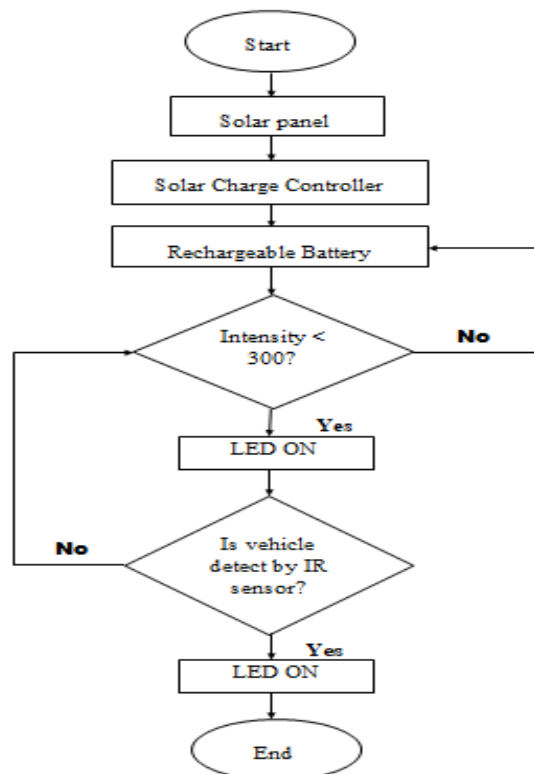 Start
Solar panel
Solar Charge Controller
Rechargeable Battery
Intensity <
300?
No
Yes
LED ON
No
Is vehicle
detect by IR
sensor?
Yes
LED ON
End